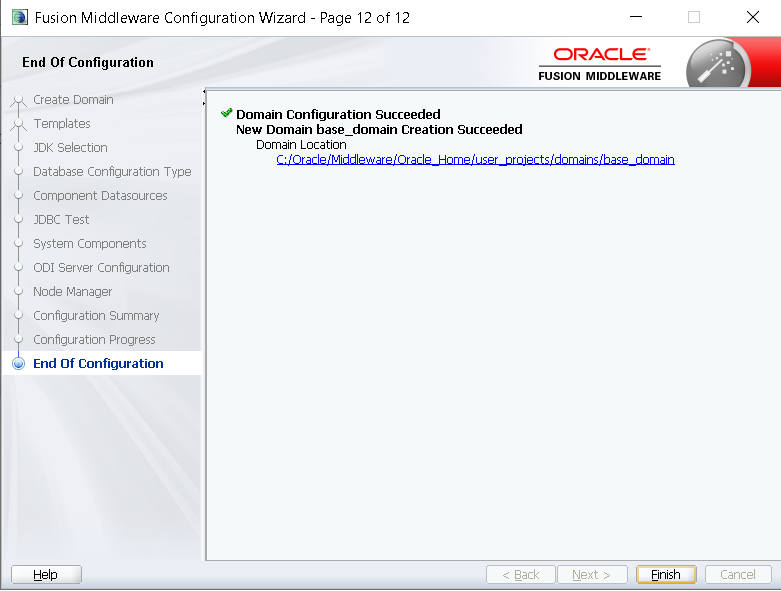 Fusion Middleware Configuration Wizard - Page 12 of 12
End Of Configuration
ORACLE
FUSION MIDDLEWARE
Create Domain
Templates
JDK Selection
Database Configuration Type
Component Datasources
JDBC Test
System Components
ODI Server Configuration
Node Manager
Configuration Summary
Configuration Progress
End Of Configuration
Domain Configuration Succeeded
New Domain base_domain Creation Succeeded
Domain Location
C:/Oracle/Middleware/Oracle_Home/user_projects/domains/base_domain
Help
< Back
Next >
Finish
Cancel